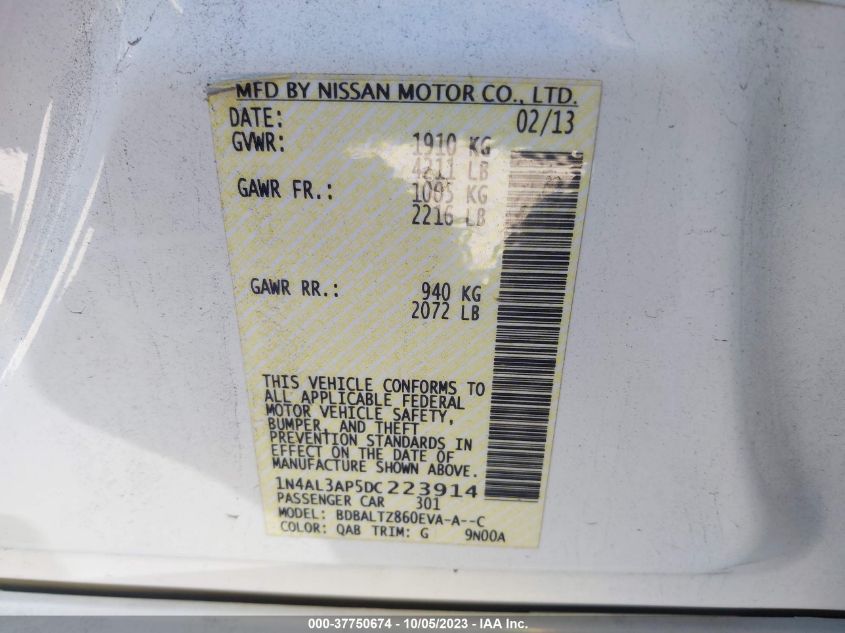 MFD BY NISSAN MOTOR CO., LTD.
DATE: 02/13
GVWR: 1910 KG
4211 LB
GAWR FR.: 1005 KG
2216 LB
GAWR RR.: 940 KG
2072 LB
THIS VEHICLE CONFORMS TO
ALL APPLICABLE FEDERAL
MOTOR VEHICLE SAFETY,
BUMPER, AND THEFT
PREVENTION STANDARDS IN
EFFECT ON THE DATE OF
MANUFACTURE SHOWN ABOVE.
1N4AL3AP5DC223914
PASSENGER CAR 301
MODEL: BDBALTZ860EVA-A--C
COLOR: QAB TRIM: G 9N00A
000-37750674 - 10/05/2023 - IAA Inc.